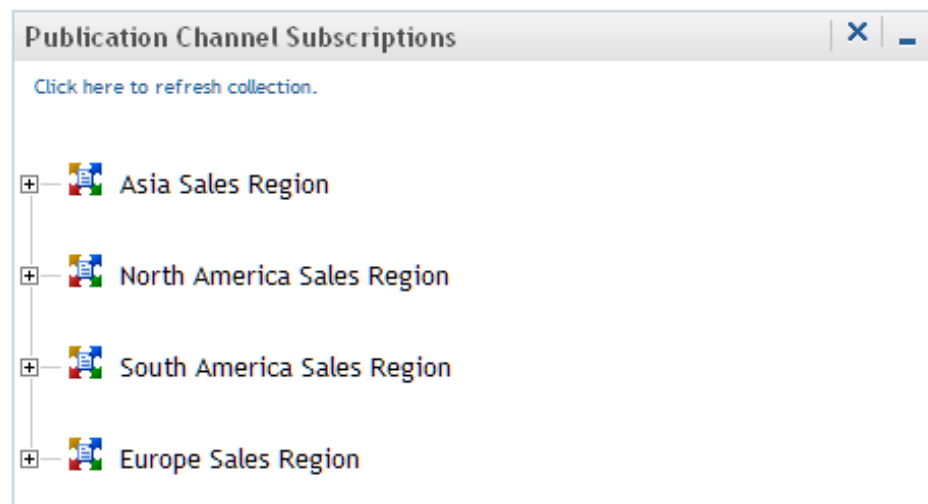 Publication Channel Subscriptions
Click here to refresh collection.
Asia Sales Region
North America Sales Region
South America Sales Region
Europe Sales Region